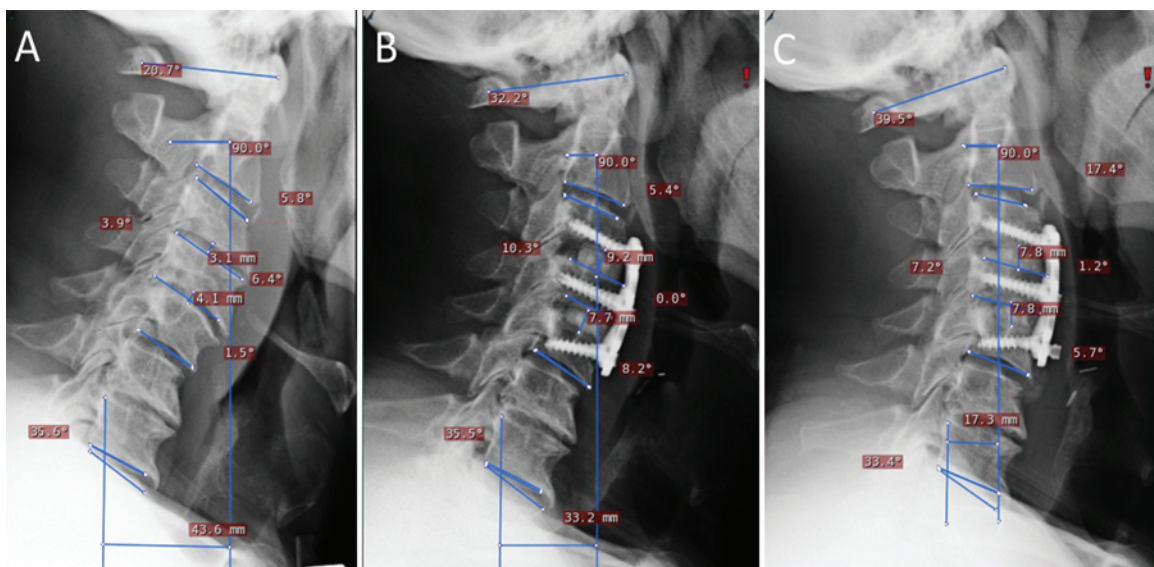 A
20.7°
90.0°
5.8°
3.9°
3.1 mm
6.4°
4.1 mm
1.5°
35.6°
43.6 mm
B
!
32.2°
90.0°
5.4°
10.3°
9.2 mm
0.0°
7.7 mm
8.2°
35.5°
33.2 mm
C
!
39.5°
90.0°
17.4°
7.2°
7.8 mm
1.2°
7.8 mm
5.7°
17.3 mm
33.4°